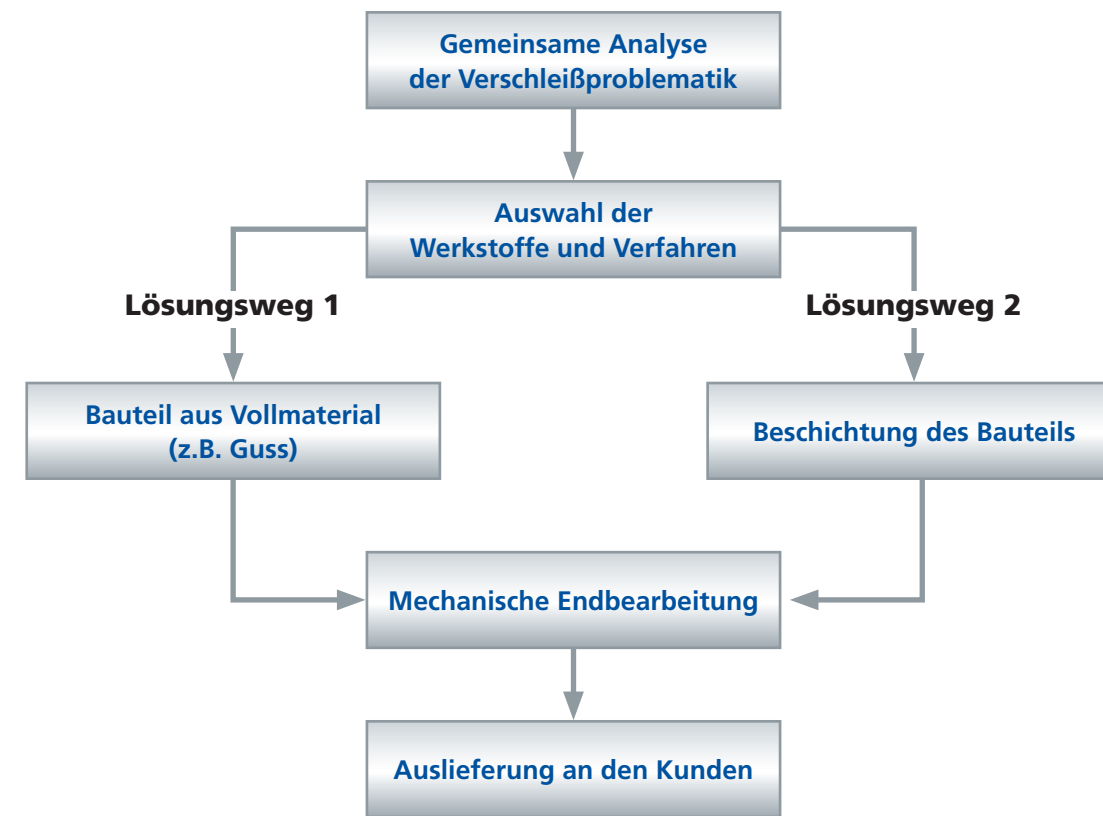 Gemeinsame Analyse
der Verschleißproblematik
Auswahl der
Werkstoffe und Verfahren
Lösungsweg 1
Lösungsweg 2
Bauteil aus Vollmaterial
(z.B. Guss)
Beschichtung des Bauteils
Mechanische Endbearbeitung
Auslieferung an den Kunden